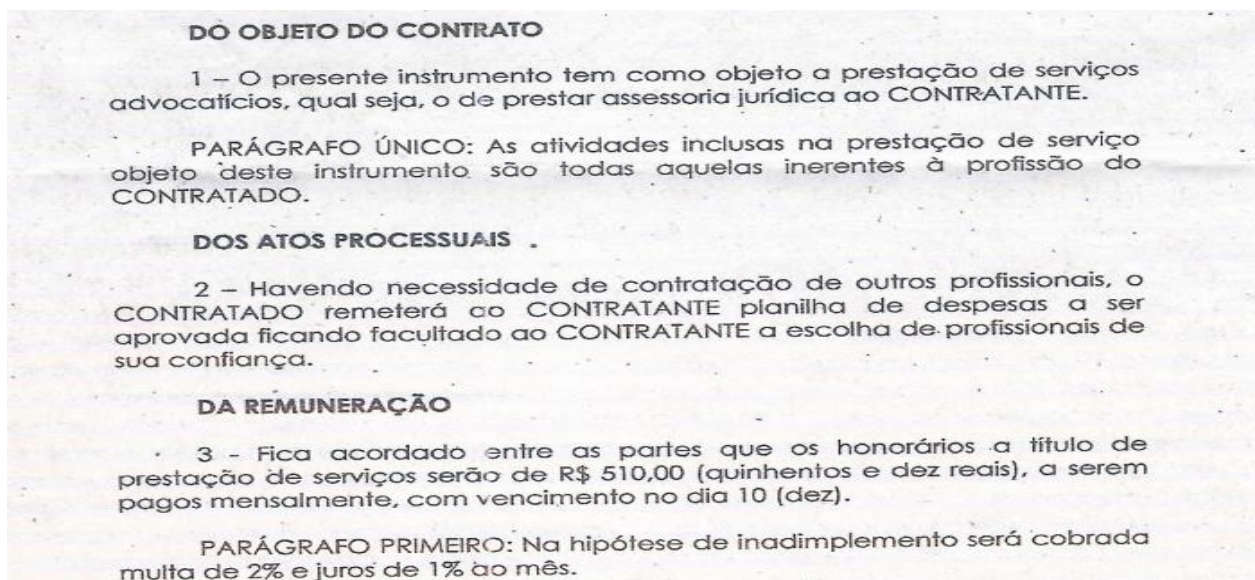 DO OBJETO DO CONTRATO
1 – O presente instrumento tem como objeto a prestação de serviços
advocatícios, qual seja, o de prestar assessoria jurídica ao CONTRATANTE.
PARÁGRAFO ÚNICO: As atividades inclusas na prestação de serviço
objeto deste instrumento são todas aquelas inerentes à profissão do
CONTRATADO.
DOS ATOS PROCESSUAIS
2 – Havendo necessidade de contratação de outros profissionais, o
CONTRATADO remeterá ao CONTRATANTE planilha de despesas a ser
aprovada ficando facultado ao CONTRATANTE a escolha de profissionais de
sua confiança.
DA REMUNERAÇÃO
3 - Fica acordado entre as partes que os honorários a título de
prestação de serviços serão de R$ 510,00 (quinhentos e dez reais), a serem
pagos mensalmente, com vencimento no dia 10 (dez).
PARÁGRAFO PRIMEIRO: Na hipótese de inadimplemento será cobrada
multa de 2% e juros de 1% ao mês.